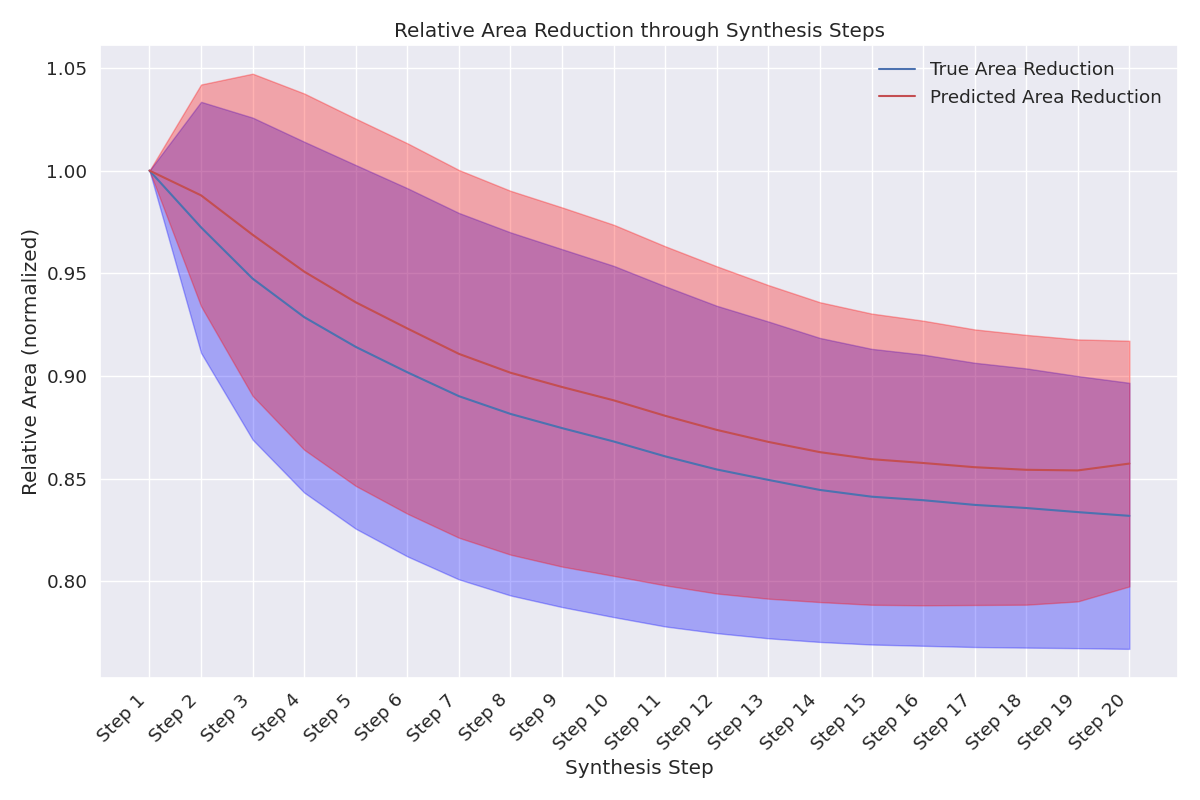 Relative Area Reduction through Synthesis Steps
True Area Reduction
Predicted Area Reduction
Relative Area (normalized)
1.05
1.00
0.95
0.90
0.85
0.80
Step 1
Step 2
Step 3
Step 4
Step 5
Step 6
Step 7
Step 8
Step 9
Step 10
Step 11
Step 12
Step 13
Step 14
Step 15
Step 16
Step 17
Step 18
Step 19
Step 20
Synthesis Step